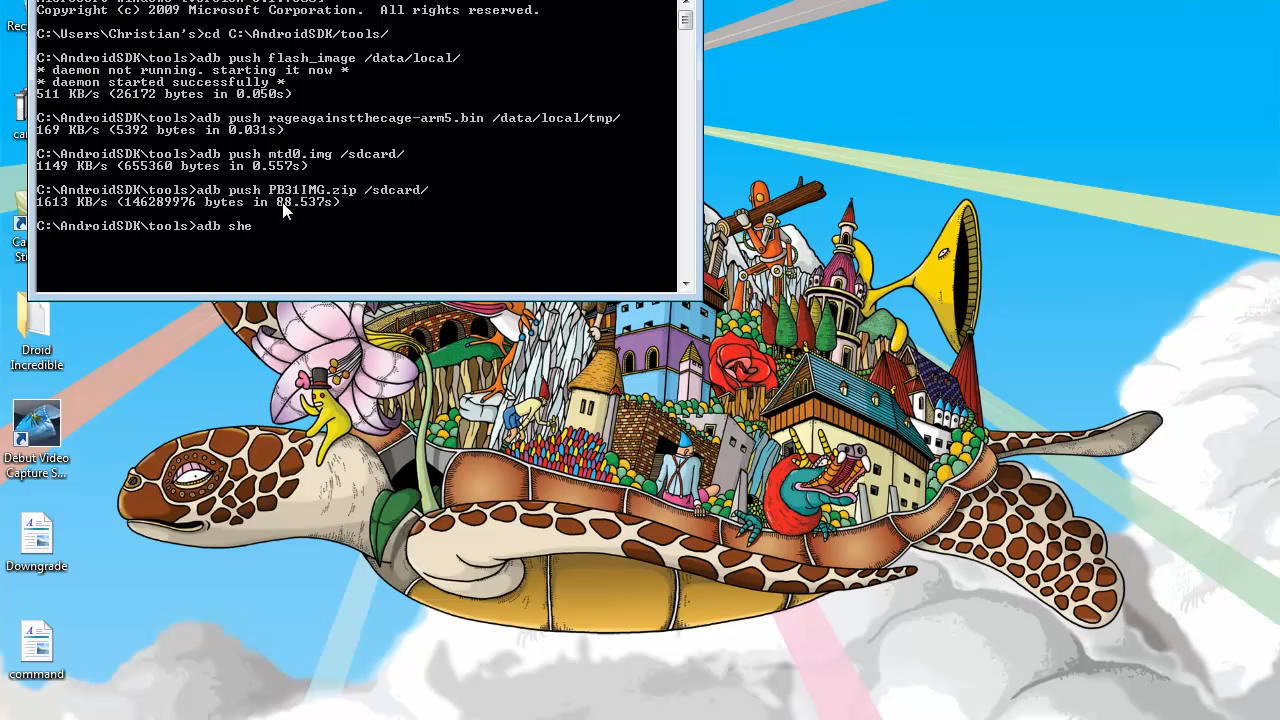 Copyright (c) 2009 Microsoft Corporation.  All rights reserved.
C:\Users\Christian's>cd C:\AndroidSDK/tools/
C:\AndroidSDK\tools>adb push flash_image /data/local/
* daemon not running. starting it now *
* daemon started successfully *
511 KB/s (26172 bytes in 0.050s)
C:\AndroidSDK\tools>adb push rageagainstthecage-arm5.bin /data/local/tmp/
169 KB/s (5392 bytes in 0.031s)
C:\AndroidSDK\tools>adb push mtd0.img /sdcard/
1149 KB/s (655360 bytes in 0.557s)
C:\AndroidSDK\tools>adb push PB31IMG.zip /sdcard/
1613 KB/s (146289976 bytes in 88.537s)
C:\AndroidSDK\tools>adb she
Rec
ca
Ca
Stu
Droid
Incredible
Debut Video
Capture S...
Downgrade
command